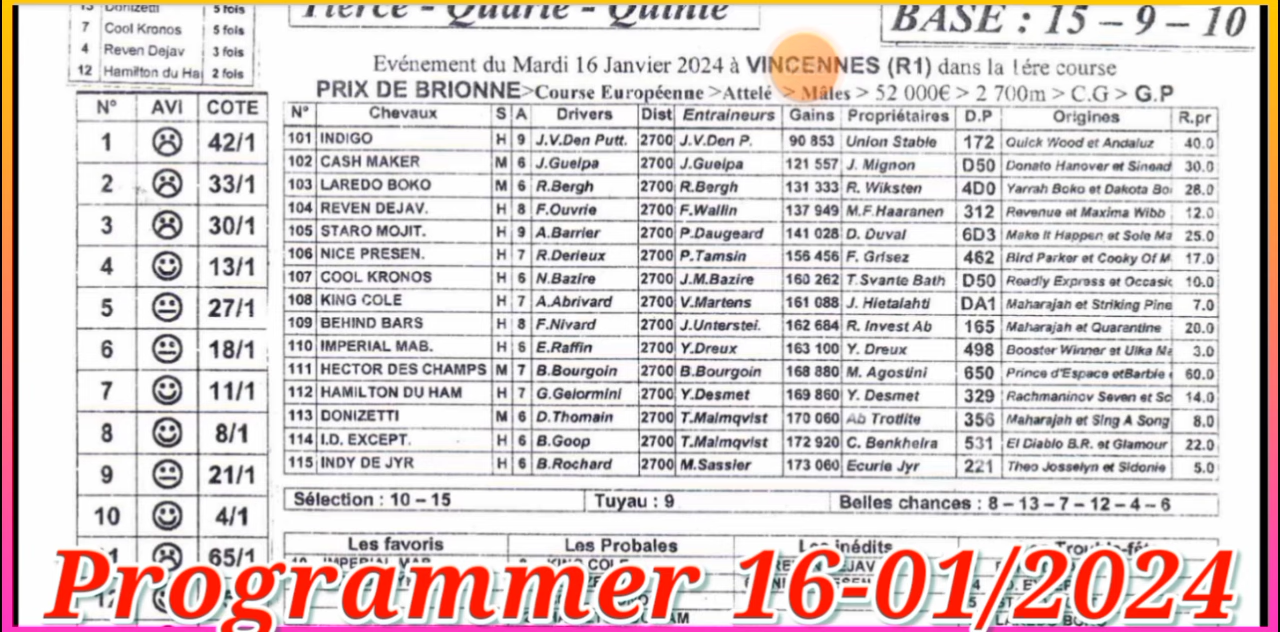 Tiercé - Quarté - Quinté
BASE : 15 – 9 – 10
13 Donizetti 5 fois
7 Cool Kronos 5 fois
4 Reven Dejav 3 fois
12 Hamilton du Ha 2 fois
Evénement du Mardi 16 Janvier 2024 à VINCENNES (R1) dans la 1ére course
PRIX DE BRIONNE>Course Européenne >Attelé > Mâles > 52 000€ > 2 700m > C.G > G.P
N° AVI COTE
1 42/1
2 33/1
3 30/1
4 13/1
5 27/1
6 18/1
7 11/1
8 8/1
9 21/1
10 4/1
65/1
N° Chevaux S A Drivers Dist Entraineurs Gains Propriétaires D.P Origines R.pr
101 INDIGO H 9 J.V.Den Putt. 2700 J.V.Den P. 90 853 Union Stable 172 Quick Wood et Andaluz 40.0
102 CASH MAKER M 6 J.Guelpa 2700 J.Guelpa 121 557 J. Mignon D50 Donato Hanover et Sinead 30.0
103 LAREDO BOKO M 6 R.Bergh 2700 R.Bergh 131 333 R. Wiksten 4D0 Yarrah Boko et Dakota Bo 28.0
104 REVEN DEJAV. H 8 F.Ouvrie 2700 F.Wallin 137 949 M.F.Haaranen 312 Revenue et Maxima Wibb 12.0
105 STARO MOJIT. H 9 A.Barrier 2700 P.Daugeard 141 028 D. Duval 6D3 Make It Happen et Sole Ma 25.0
106 NICE PRESEN. H 7 R.Derieux 2700 P.Tamsin 156 456 F. Grisez 462 Bird Parker et Cooky Of M 17.0
107 COOL KRONOS H 6 N.Bazire 2700 J.M.Bazire 160 262 T.Svante Bath D50 Readly Express et Occasic 10.0
108 KING COLE H 7 A.Abrivard 2700 V.Martens 161 088 J. Hietalahti DA1 Maharajah et Striking Pine 7.0
109 BEHIND BARS H 8 F.Nivard 2700 J.Unterstei. 162 684 R. Invest Ab 165 Maharajah et Quarantine 20.0
110 IMPERIAL MAB. H 6 E.Raffin 2700 Y.Dreux 163 100 Y. Dreux 498 Booster Winner et Ulka Ma 3.0
111 HECTOR DES CHAMPS M 7 B.Bourgoin 2700 B.Bourgoin 168 880 M. Agostini 650 Prince d'Espace etBarbie 60.0
112 HAMILTON DU HAM H 7 G.Gelormini 2700 Y.Desmet 169 860 Y. Desmet 329 Rachmaninov Seven et Sc 14.0
113 DONIZETTI M 6 D.Thomain 2700 T.Malmqvist 170 060 Ab Trotlite 356 Maharajah et Sing A Song 8.0
114 I.D. EXCEPT. H 6 B.Goop 2700 T.Malmqvist 172 920 C. Benkheira 531 El Diablo B.R. et Glamour 22.0
115 INDY DE JYR H 6 B.Rochard 2700 M.Sassier 173 060 Ecurie Jyr 221 Theo Josselyn et Sidonie 5.0
Sélection : 10 – 15 Tuyau : 9 Belles chances : 8 – 13 – 7 – 12 – 4 – 6
Les favoris Les Probales Les inédits
Programmer 16-01/2024